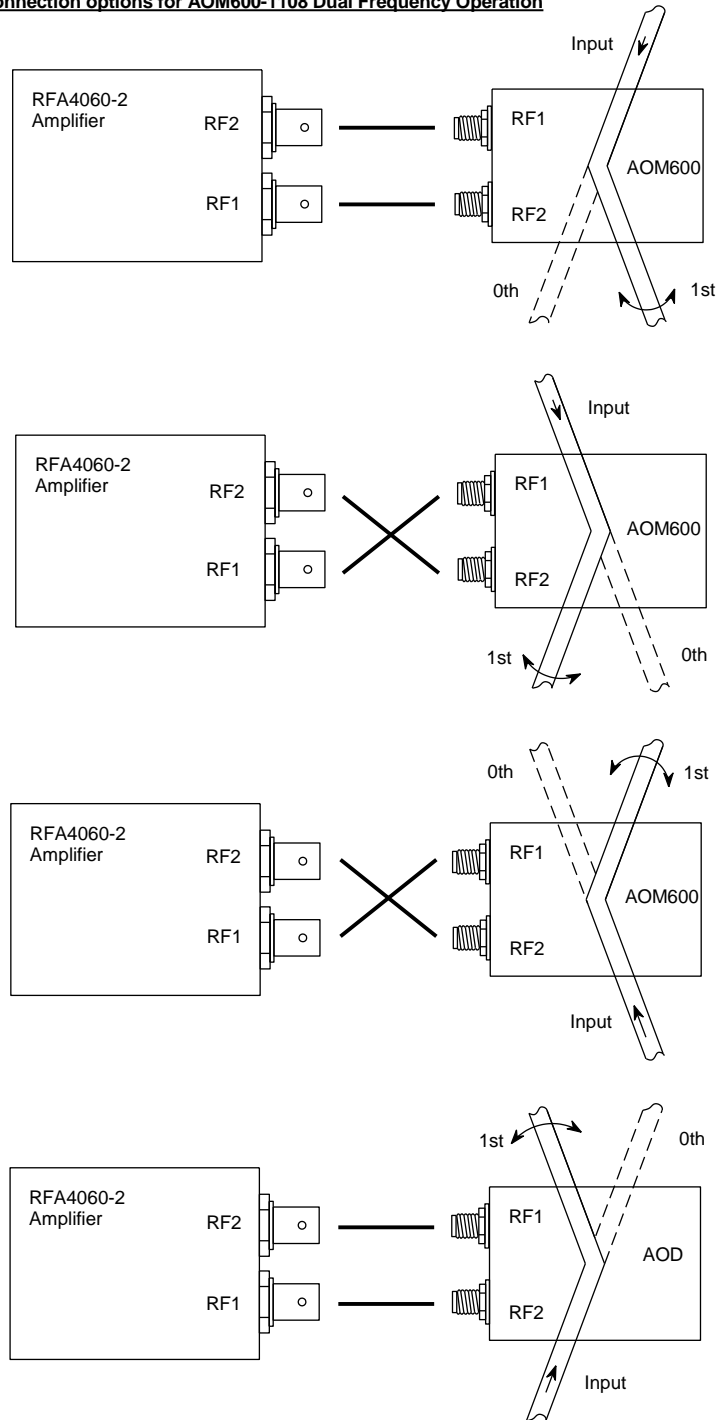 onnection options for AOM600-1108 Dual Frequency Operation
Input
RFA4060-2
Amplifier
RF2
RF1
RF1
AOM600
RF2
0th
1st
Input
RFA4060-2
Amplifier
RF2
RF1
RF1
AOM600
RF2
1st
0th
0th
1st
RFA4060-2
Amplifier
RF2
RF1
RF1
AOM600
RF2
Input
1st
0th
RFA4060-2
Amplifier
RF2
RF1
RF1
AOD
RF2
Input